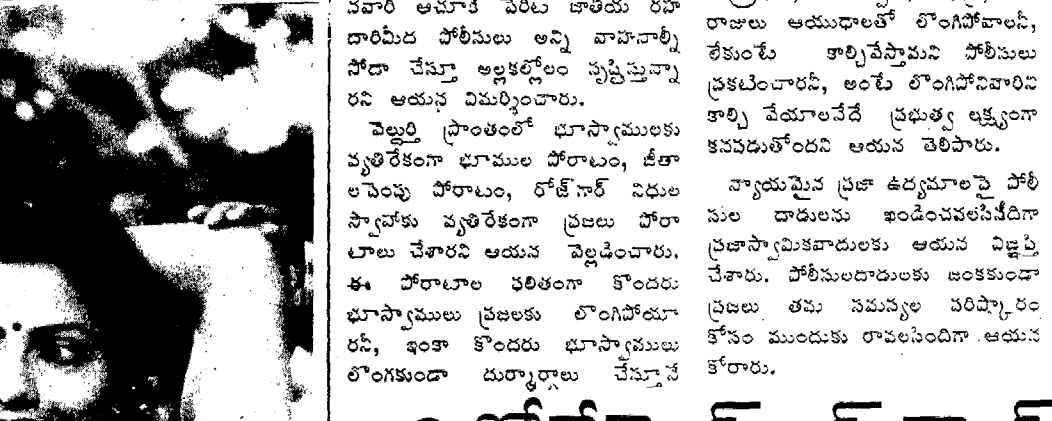 నవారి ఆచూకీ పేరిట జాతీయ రహ
దారిమీద పోలీసులు అన్ని వాహనాల్నీ
సోదా చేస్తూ అల్లకల్లోలం సృష్టిస్తున్నా
రని ఆయన విమర్శించారు.
వెల్దుర్తి ప్రాంతంలో భూస్వాములకు
వ్యతిరేకంగా భూముల పోరాటం, జీతా
లపెంపు పోరాటం, రోజ్‌గార్ నిధుల
స్వాహాకు వ్యతిరేకంగా ప్రజలు పోరా
టాలు చేశారని ఆయన వెల్లడించారు.
ఈ పోరాటాల ఫలితంగా కొందరు
భూస్వాములు ప్రజలకు లొంగిపోయా
రనీ, ఇంకా కొందరు భూస్వాములు
లొంగకుండా దుర్మార్గాలు చేస్తూనే
రాజులు ఆయుధాలతో లొంగిపోవాలనీ,
లేకుంటే కాల్చివేస్తామని పోలీసులు
ప్రకటించారనీ, అంటే లొంగిపోనివారిని
కాల్చి వేయాలనేదే ప్రభుత్వ లక్ష్యంగా
కనపడుతోందని ఆయన తెలిపారు.
న్యాయమైన ప్రజా ఉద్యమాలపై పోలీ
సుల దాడులను ఖండించవలసినదిగా
ప్రజాస్వామికవాదులకు ఆయన విజ్ఞప్తి
చేశారు. పోలీసులదాడులకు జంకకుండా
ప్రజలు తమ సమస్యల పరిష్కారం
కోసం ముందుకు రావలసిందిగా ఆయన
కోరారు.